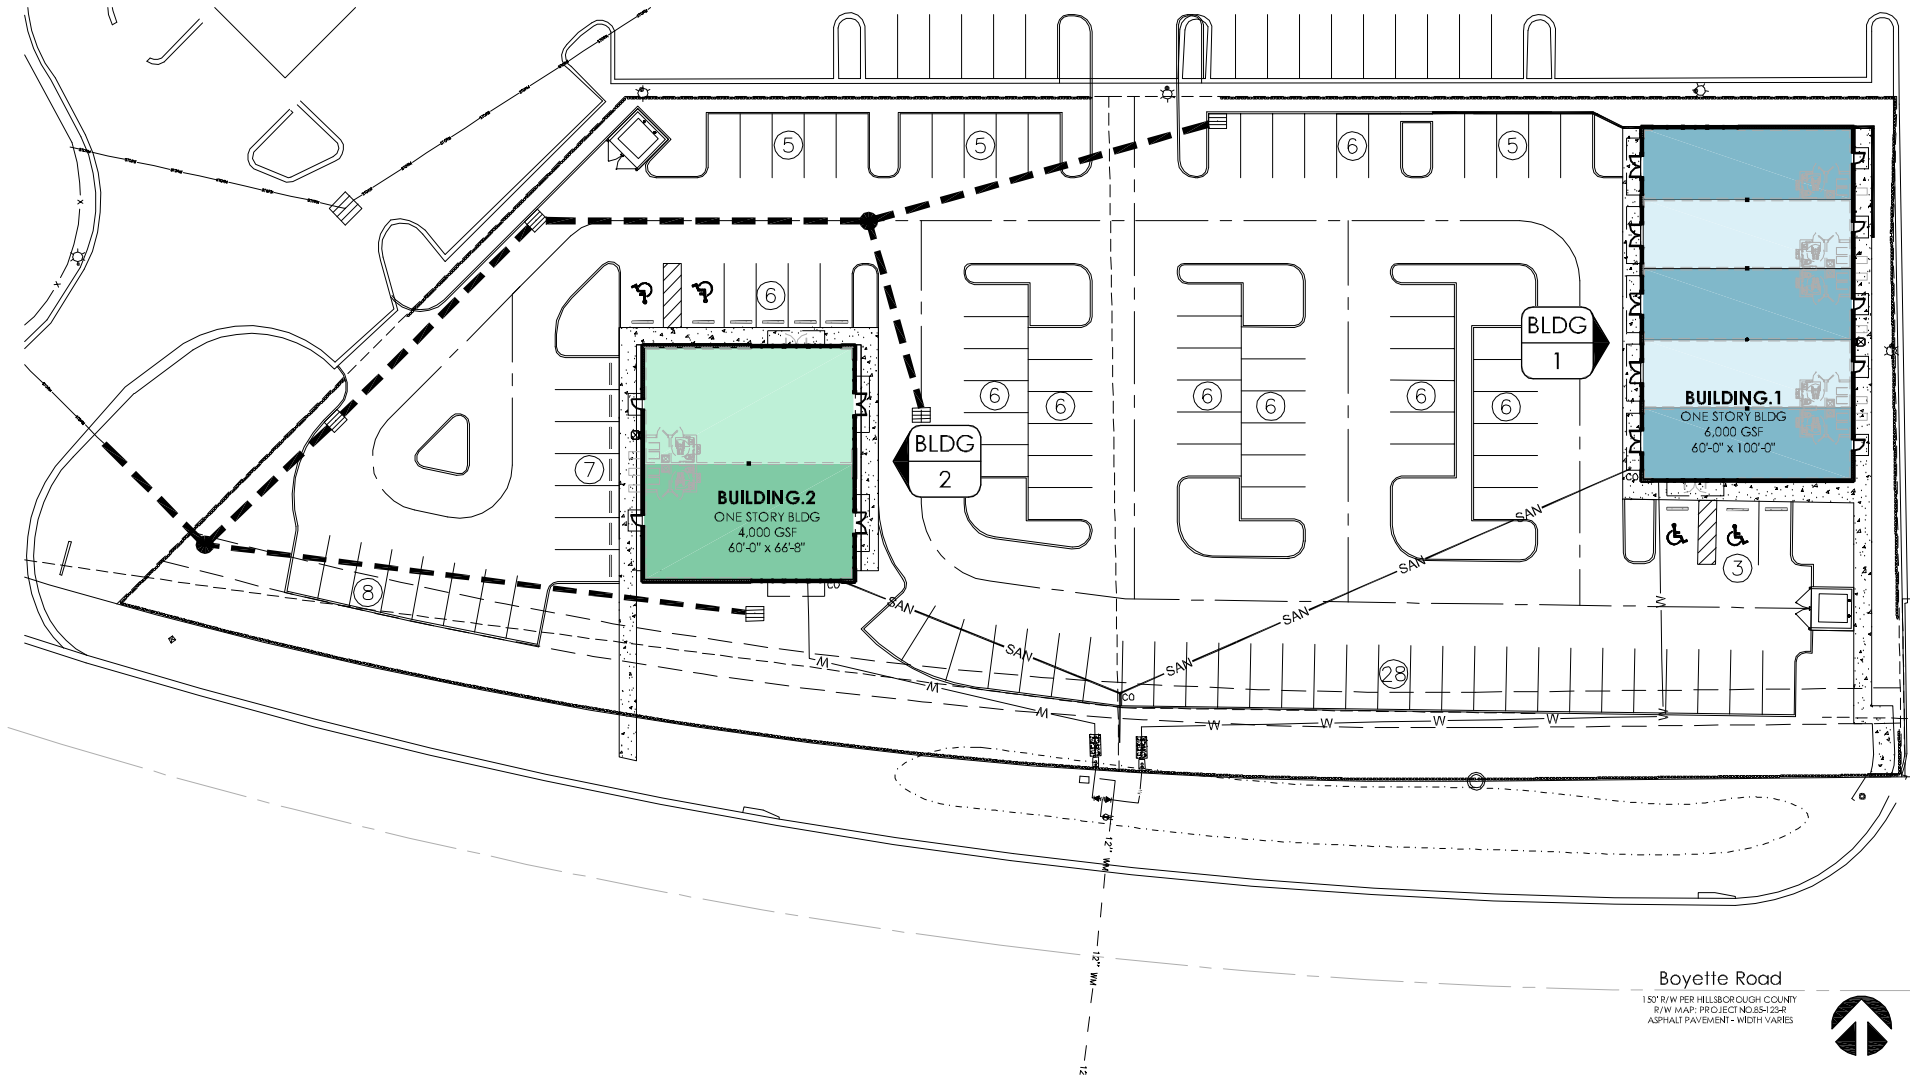 5
5
6
5
6
BLDG
1
6
6
6
6
6
6
BUILDING.1
ONE STORY BLDG
6,000 GSF
60'-0" x 100'-0"
BLDG
2
7
BUILDING.2
ONE STORY BLDG
4,000 GSF
60'-0" x 66'-8"
CO
CO
SAN
SAN
3
8
SAN
SAN
SAN
SAN
W
W
28
W
CO
W
W
W
W
W
W
W
12" WM
12" WM
12
X
X
Boyette Road
150' R/W PER HILLSBOROUGH COUNTY
R/W MAP: PROJECT NO.85-123-R
ASPHALT PAVEMENT - WIDTH VARIES